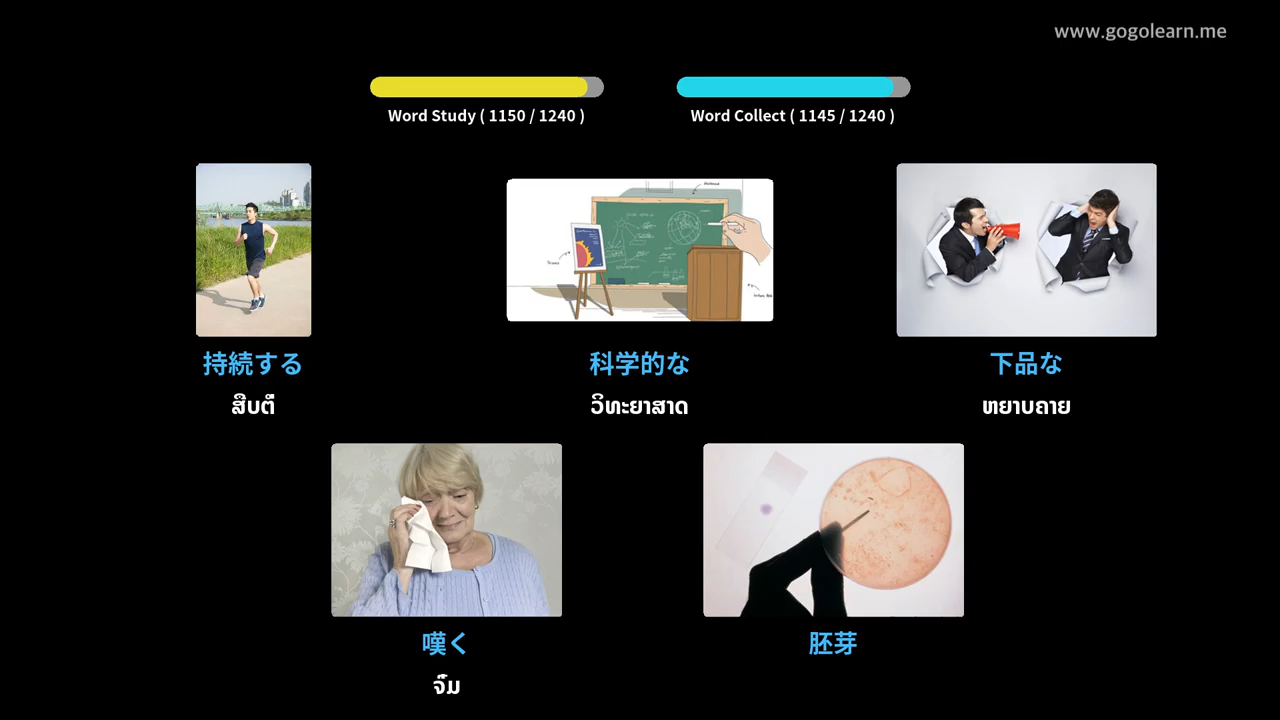 www.gogolearn.me
Word Study ( 1150 / 1240 )
Word Collect ( 1145 / 1240 )
持続する
ສືບຕໍ່
科学的な
ວິທະຍາສາດ
下品な
ຫຍາບຄາຍ
嘆く
ຈົ່ມ
胚芽